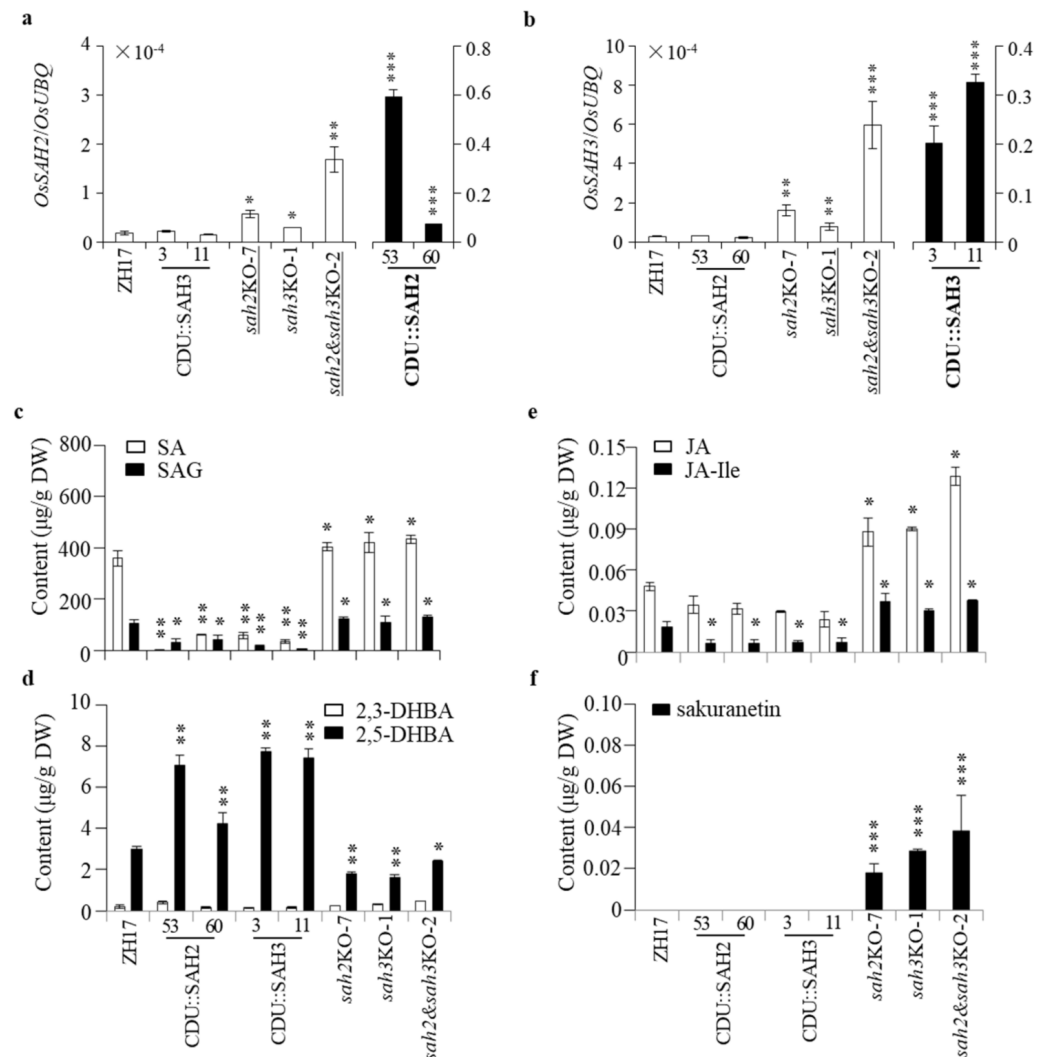 a
×10-4
OsSAH2/OsUBQ
4
3
2
1
0
0.8
0.6
0.4
0.2
0
*
*
**
***
***
ZH17
3
11
CDU::SAH3
sah2KO-7
sah3KO-1
sah2&sah3KO-2
53
60
CDU::SAH2
b
×10-4
OsSAH3/OsUBQ
10
8
6
4
2
0
0.4
0.3
0.2
0.1
0
**
**
***
***
***
ZH17
53
60
CDU::SAH2
sah2KO-7
sah3KO-1
sah2&sah3KO-2
3
11
CDU::SAH3
c
Content (μg/g DW)
800
600
400
200
0
SA
SAG
**
*
**
*
**
**
**
**
*
*
*
*
*
*
e
Content (μg/g DW)
0.15
0.12
0.09
0.06
0.03
0
JA
JA-Ile
*
*
*
*
*
*
*
*
*
*
d
Content (μg/g DW)
10
8
6
4
2
0
2,3-DHBA
2,5-DHBA
**
**
**
**
**
**
*
ZH17
53
60
CDU::SAH2
3
11
CDU::SAH3
sah2KO-7
sah3KO-1
sah2&sah3KO-2
f
Content (μg/g DW)
0.10
0.08
0.06
0.04
0.02
0
sakuranetin
***
***
***
ZH17
53
60
CDU::SAH2
3
11
CDU::SAH3
sah2KO-7
sah3KO-1
sah2&sah3KO-2